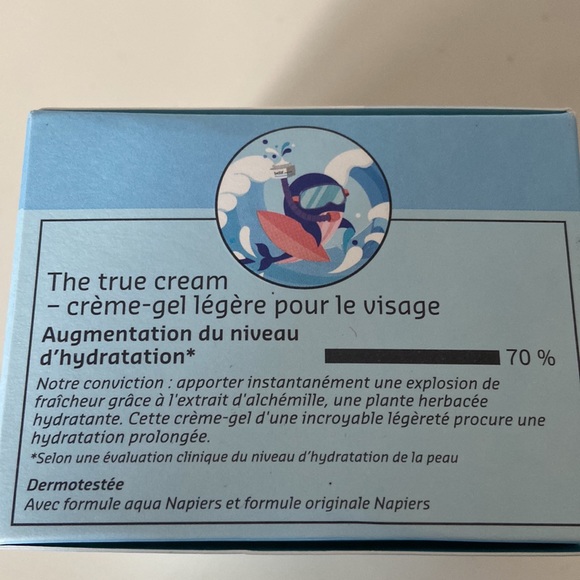 The true cream
– crème-gel légère pour le visage
Augmentation du niveau
d'hydratation* 70 %
Notre conviction : apporter instantanément une explosion de
fraîcheur grâce à l'extrait d'alchémille, une plante herbacée
hydratante. Cette crème-gel d'une incroyable légèreté procure une
hydratation prolongée.
*Selon une évaluation clinique du niveau d'hydratation de la peau
Dermotestée
Avec formule aqua Napiers et formule originale Napiers